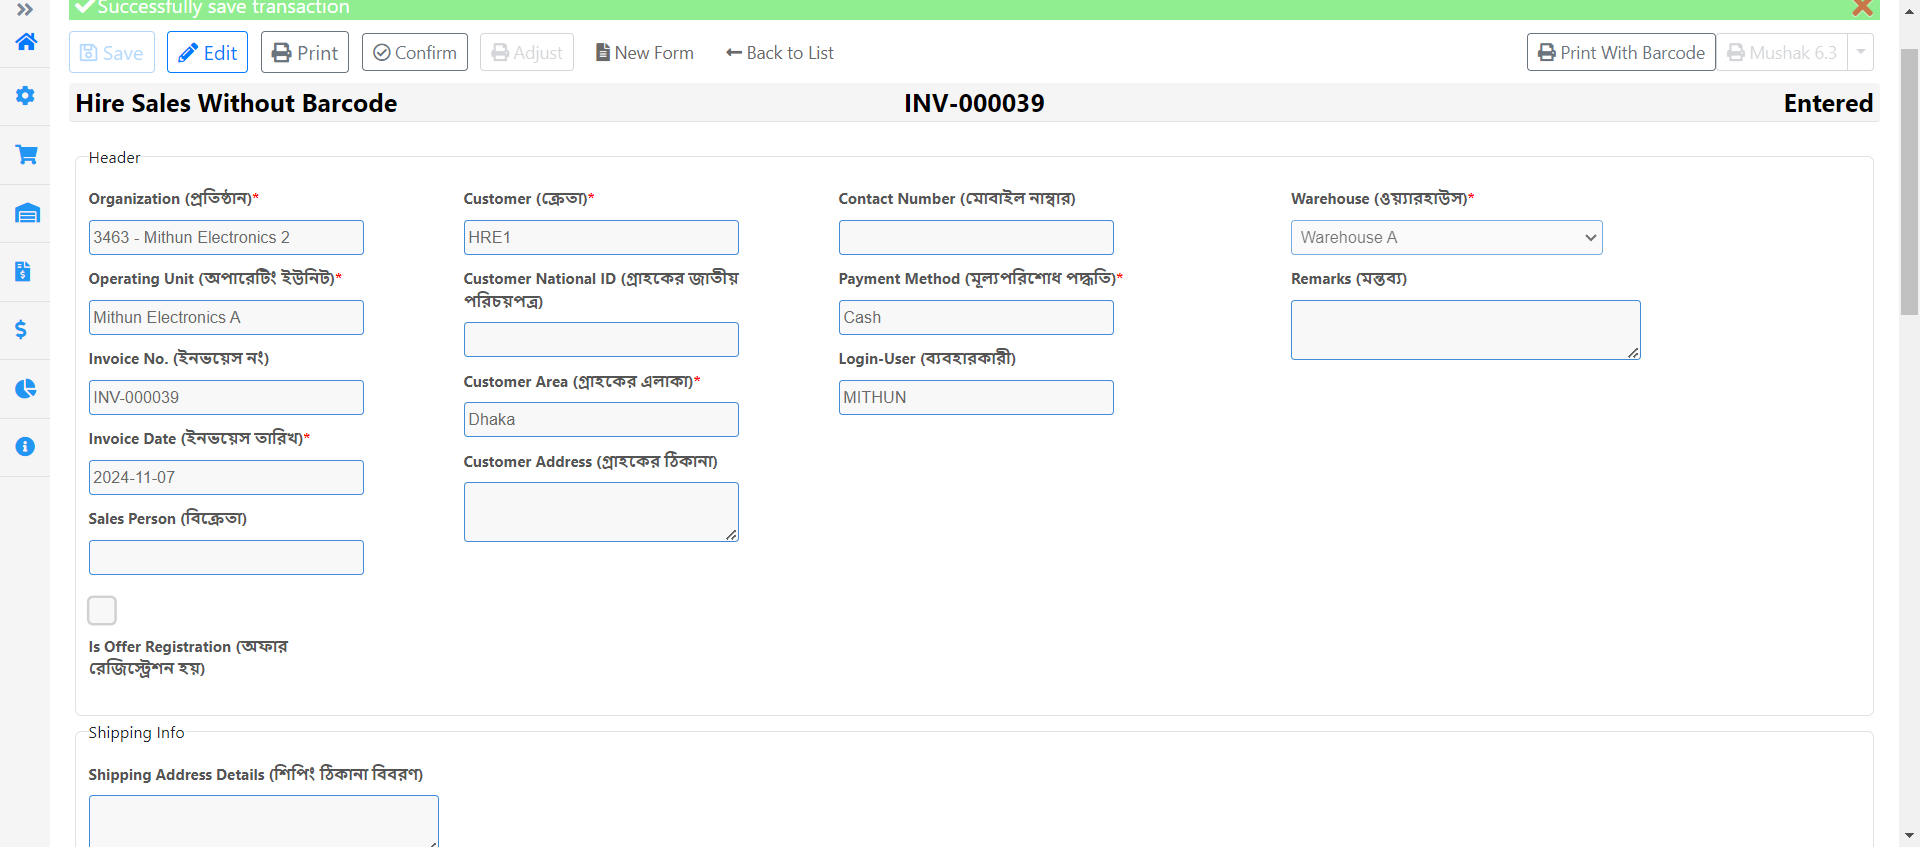 Successfully save transaction
Save Edit Print Confirm Adjust New Form Back to List Print With Barcode Mushak 6.3
Hire Sales Without Barcode INV-000039 Entered
Header
Organization (প্রতিষ্ঠান)*
3463 - Mithun Electronics 2
Operating Unit (অপারেটিং ইউনিট)*
Mithun Electronics A
Invoice No. (ইনভয়েস নং)
INV-000039
Invoice Date (ইনভয়েস তারিখ)*
2024-11-07
Sales Person (বিক্রেতা)
Is Offer Registration (অফার
রেজিস্ট্রেশন হয়)
Customer (ক্রেতা)*
HRE1
Customer National ID (গ্রাহকের জাতীয়
পরিচয়পত্র)
Customer Area (গ্রাহকের এলাকা)*
Dhaka
Customer Address (গ্রাহকের ঠিকানা)
Contact Number (মোবাইল নাম্বার)
Payment Method (মূল্যপরিশোধ পদ্ধতি)*
Cash
Login-User (ব্যবহারকারী)
MITHUN
Warehouse (ওয়্যারহাউস)*
Warehouse A
Remarks (মন্তব্য)
Shipping Info
Shipping Address Details (শিপিং ঠিকানা বিবরণ)